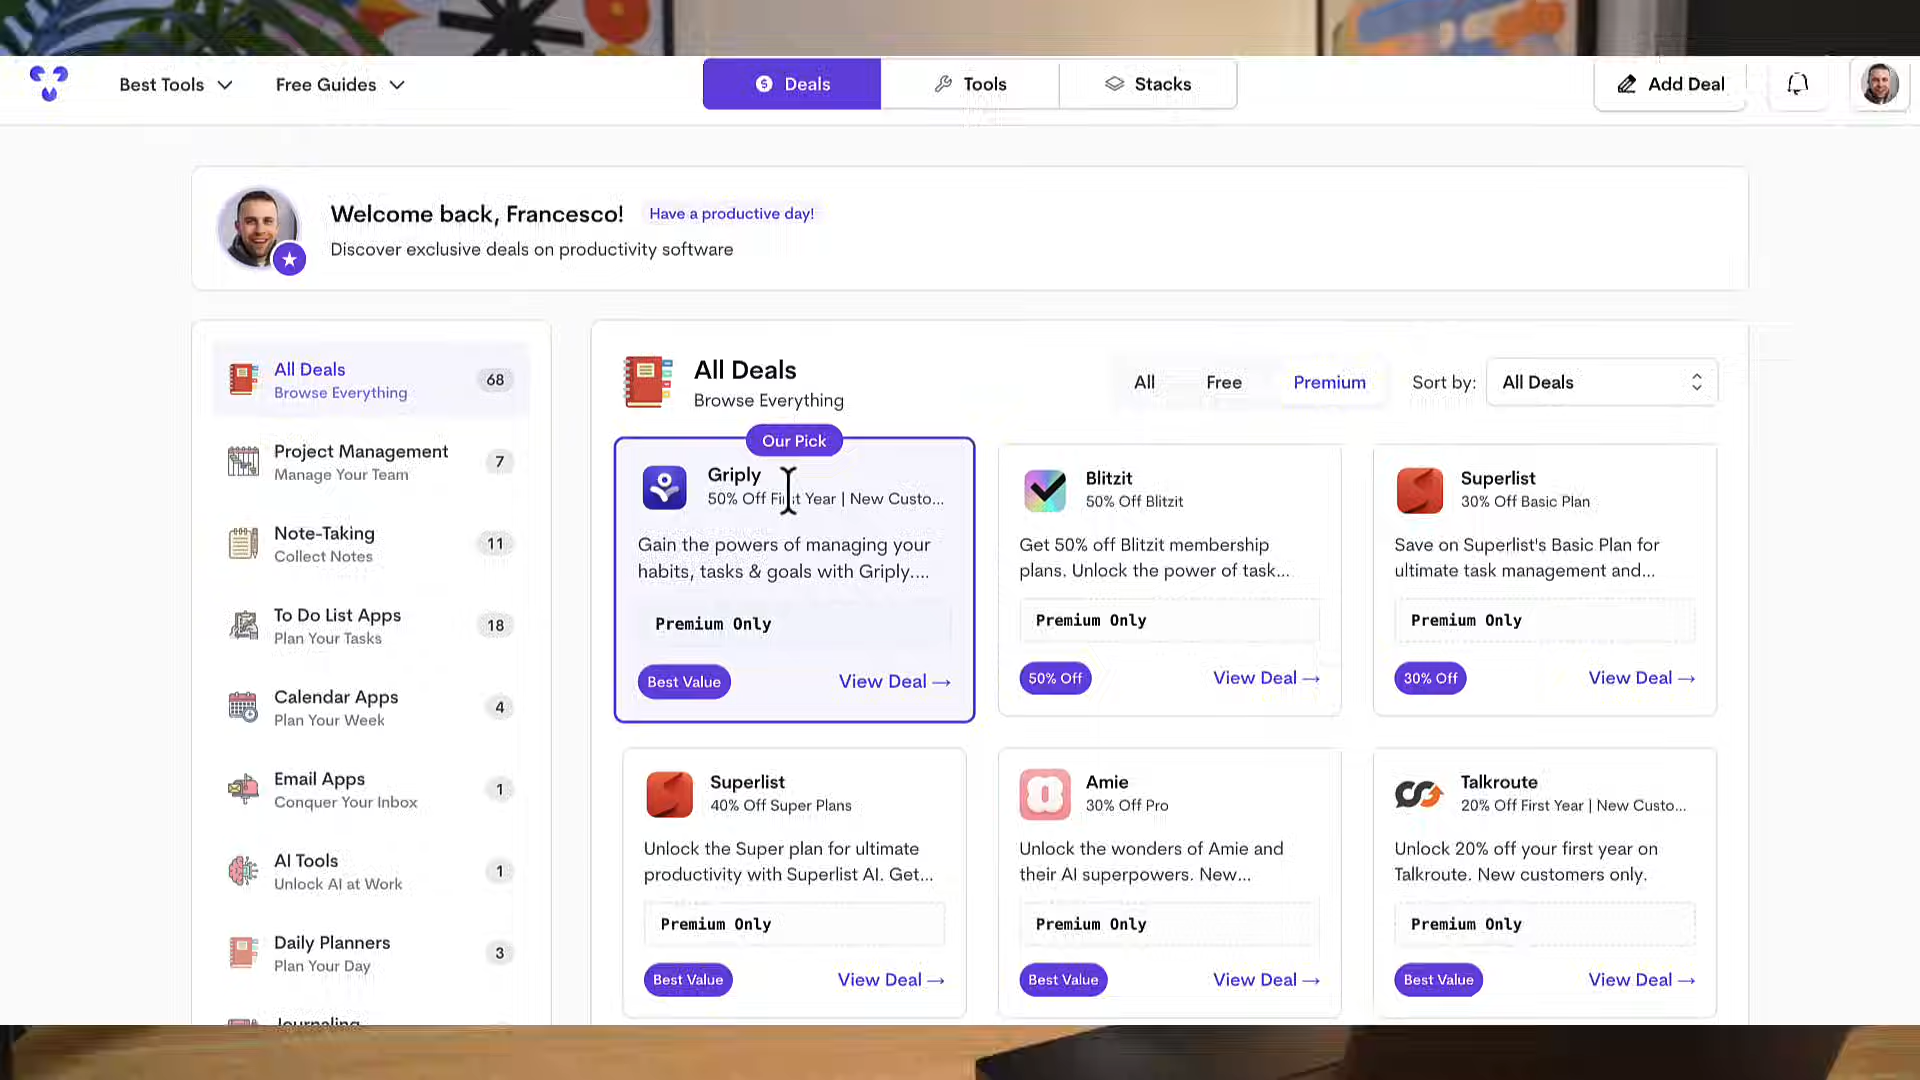 Best Tools
Free Guides
Deals
Tools
Stacks
Add Deal
Welcome back, Francesco!
Have a productive day!
Discover exclusive deals on productivity software
All Deals
Browse Everything
68
Project Management
Manage Your Team
7
Note-Taking
Collect Notes
11
To Do List Apps
Plan Your Tasks
18
Calendar Apps
Plan Your Week
4
Email Apps
Conquer Your Inbox
1
AI Tools
Unlock AI at Work
1
Daily Planners
Plan Your Day
3
Journaling
All Deals
Browse Everything
All
Free
Premium
Sort by:
All Deals
Our Pick
Griply
50% Off First Year | New Custo...
Gain the powers of managing your
habits, tasks & goals with Griply....
Premium Only
Best Value
View Deal →
Blitzit
50% Off Blitzit
Get 50% off Blitzit membership
plans. Unlock the power of task...
Premium Only
50% Off
View Deal →
Superlist
30% Off Basic Plan
Save on Superlist's Basic Plan for
ultimate task management and...
Premium Only
30% Off
View Deal →
Superlist
40% Off Super Plans
Unlock the Super plan for ultimate
productivity with Superlist AI. Get...
Premium Only
Best Value
View Deal →
Amie
30% Off Pro
Unlock the wonders of Amie and
their AI superpowers. New...
Premium Only
Best Value
View Deal →
Talkroute
20% Off First Year | New Custo...
Unlock 20% off your first year on
Talkroute. New customers only.
Premium Only
Best Value
View Deal →